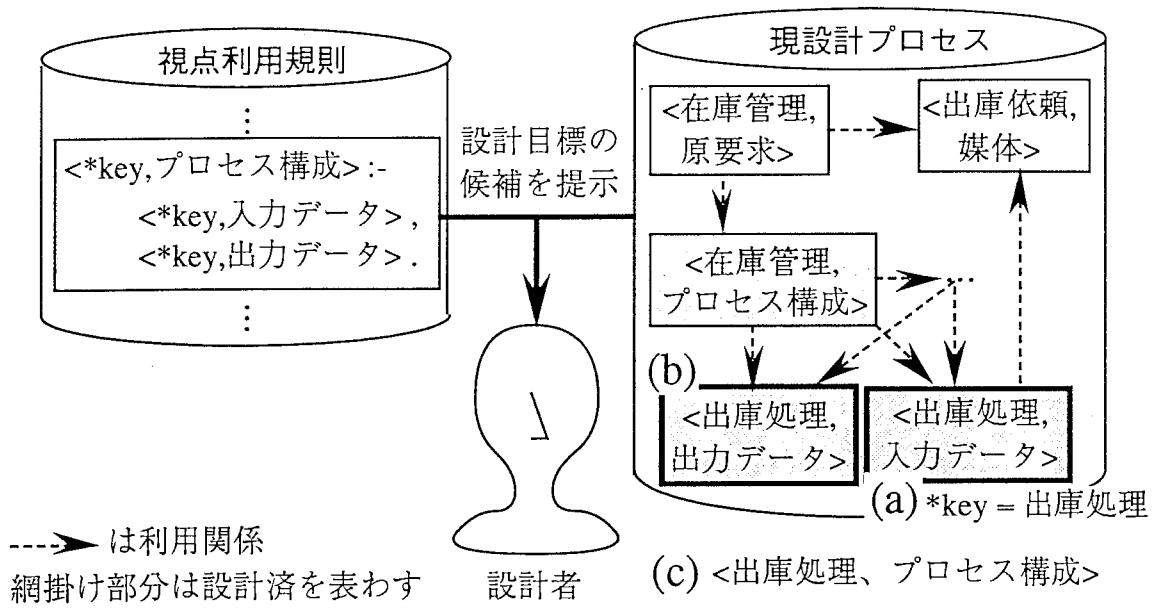 視点利用規則
⋮
<*key,プロセス構成> :-
<*key,入力データ> ,
<*key,出力データ> .
⋮
設計目標の
候補を提示
設計者
現設計プロセス
<在庫管理,
原要求>
<出庫依頼,
媒体>
<在庫管理,
プロセス構成>
...
(b)
<出庫処理,
出力データ>
<出庫処理,
入力データ>
(a) *key = 出庫処理
(c) <出庫処理、プロセス構成>
は利用関係
網掛け部分は設計済を表わす